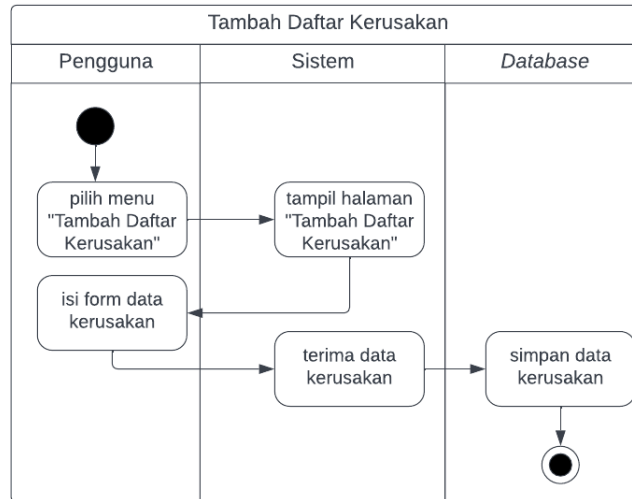 Tambah Daftar Kerusakan
Pengguna
Sistem
Database
pilih menu
"Tambah Daftar
Kerusakan"
tampil halaman
"Tambah Daftar
Kerusakan"
isi form data
kerusakan
terima data
kerusakan
simpan data
kerusakan